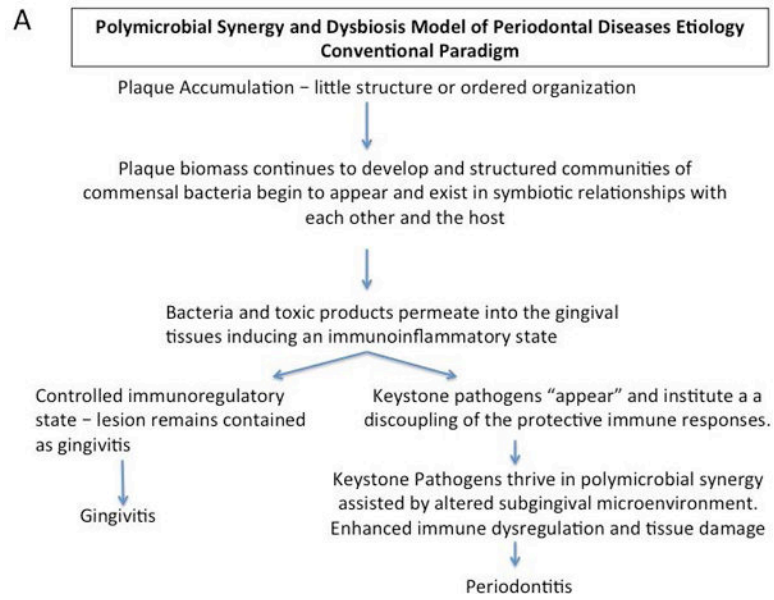 A
Polymicrobial Synergy and Dysbiosis Model of Periodontal Diseases Etiology
Conventional Paradigm
Plaque Accumulation – little structure or ordered organization
Plaque biomass continues to develop and structured communities of
commensal bacteria begin to appear and exist in symbiotic relationships with
each other and the host
Bacteria and toxic products permeate into the gingival
tissues inducing an immunoinflammatory state
Controlled immunoregulatory
state – lesion remains contained
as gingivitis
Gingivitis
Keystone pathogens “appear” and institute a a
discoupling of the protective immune responses.
Keystone Pathogens thrive in polymicrobial synergy
assisted by altered subgingival microenvironment.
Enhanced immune dysregulation and tissue damage
Periodontitis